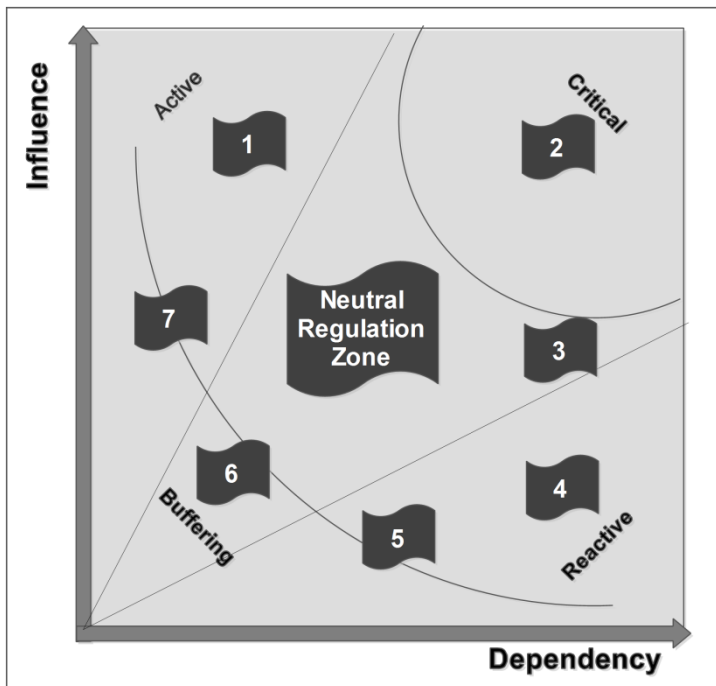 Influence
Active
Critical
1
2
7
Neutral
Regulation
Zone
3
6
4
5
Buffering
Reactive
Dependency